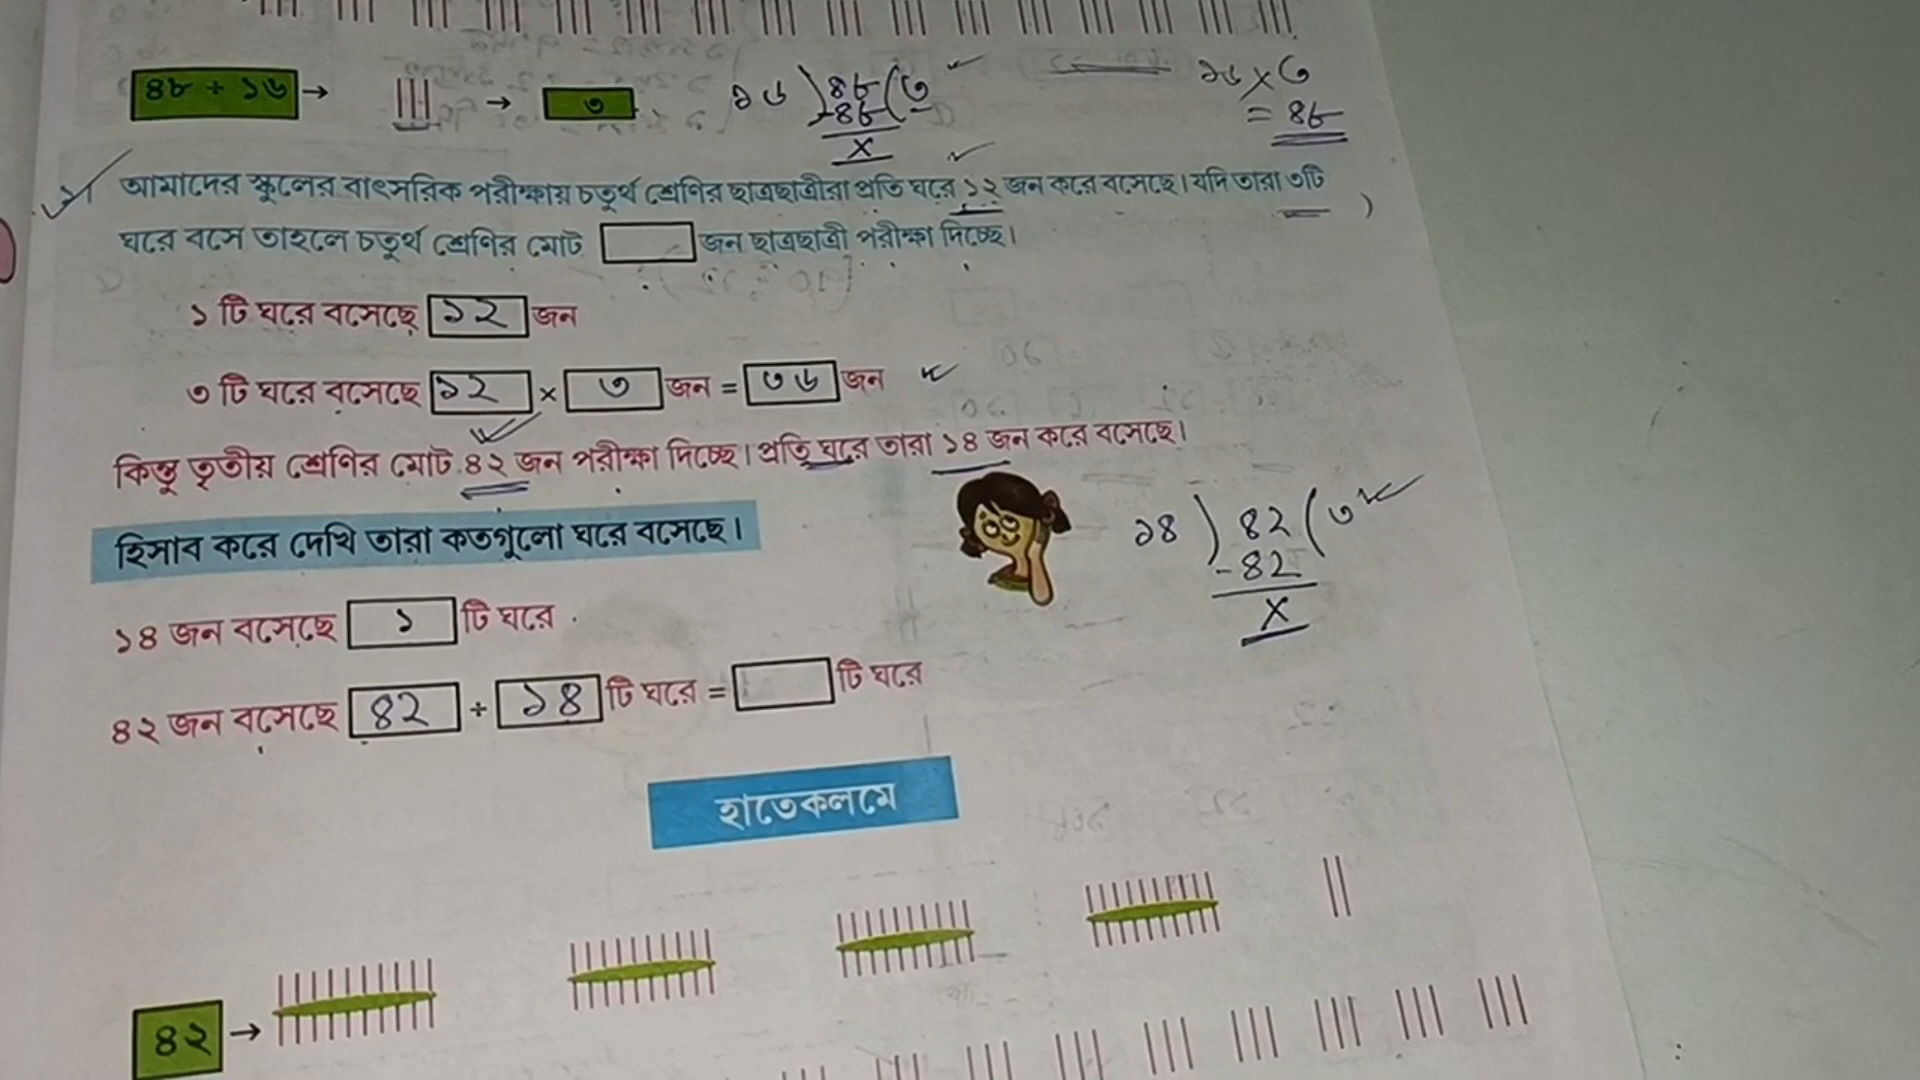 ৪৮ ÷ ১৬ → → ৩ ১৬ ) ৪৮ ( ৩ ১৬ × ৩
- ৪৮ = ৪৮
×
১। আমাদের স্কুলের বাৎসরিক পরীক্ষায় চতুর্থ শ্রেণির ছাত্রছাত্রীরা প্রতি ঘরে ১২ জন করে বসেছে। যদি তারা ৩টি
ঘরে বসে তাহলে চতুর্থ শ্রেণির মোট জন ছাত্রছাত্রী পরীক্ষা দিচ্ছে।
১ টি ঘরে বসেছে ১২ জন
৩ টি ঘরে বসেছে ১২ × ৩ জন = ৩৬ জন
কিন্তু তৃতীয় শ্রেণির মোট ৪২ জন পরীক্ষা দিচ্ছে। প্রতি ঘরে তারা ১৪ জন করে বসেছে।
হিসাব করে দেখি তারা কতগুলো ঘরে বসেছে।
১৪ ) ৪২ ( ৩
- ৪২
×
১৪ জন বসেছে ১ টি ঘরে
৪২ জন বসেছে ৪২ ÷ ১৪ টি ঘরে = টি ঘরে
হাতেকলমে
৪২ →